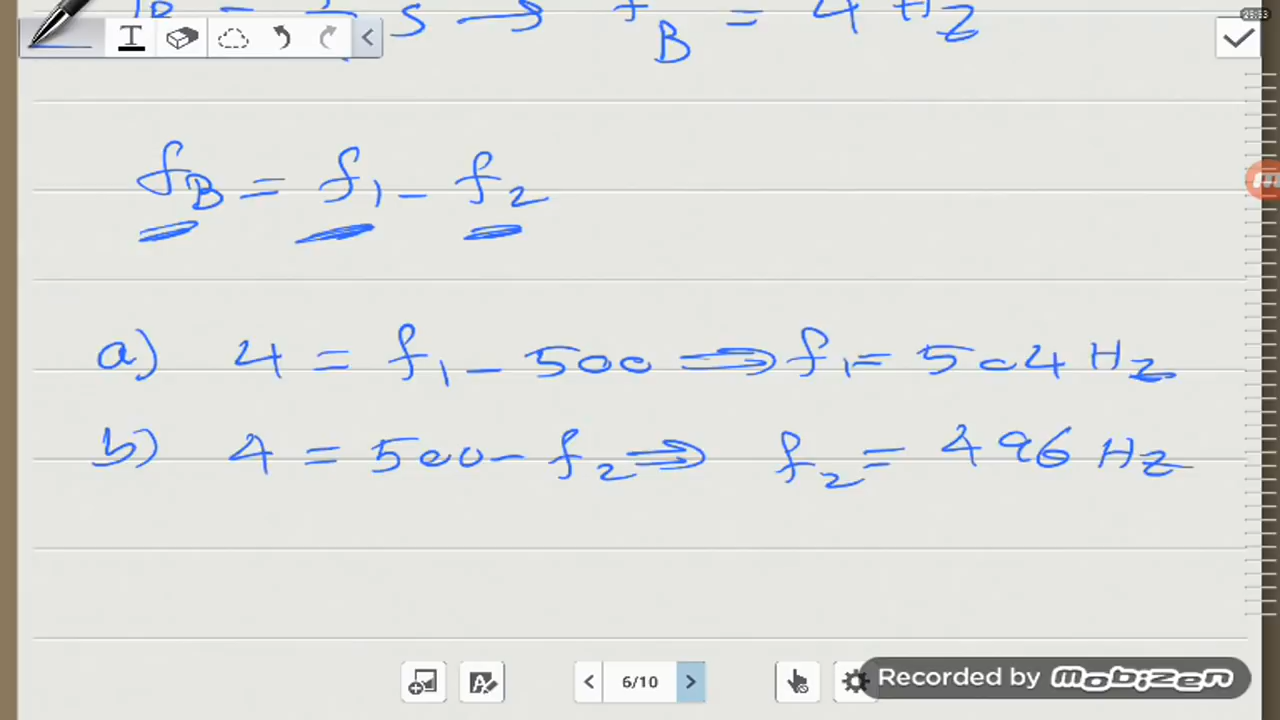 S → f_B = 4 Hz
f_B = f_1 - f_2
a) 4 = f_1 - 500 ⟹ f_1 = 504 Hz
b) 4 = 500 - f_2 ⟹ f_2 = 496 Hz
6/10
Recorded by mobizen